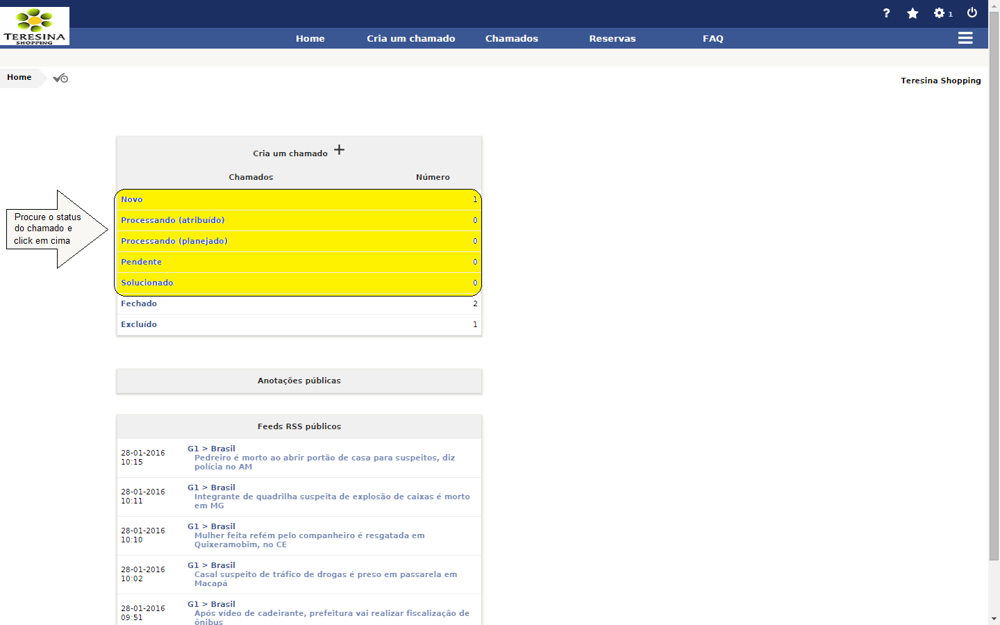 TERESINA
SHOPPING
? 1
Home Cria um chamado Chamados Reservas FAQ
Home
Teresina Shopping
Cria um chamado +
Chamados Número
Novo 1
Processando (atribuído) 0
Processando (planejado) 0
Pendente 0
Solucionado 0
Fechado 2
Excluído 1
Procure o status
do chamado e
click em cima
Anotações públicas
Feeds RSS públicos
28-01-2016
10:15
G1 > Brasil
Pedreiro é morto ao abrir portão de casa para suspeitos, diz
polícia no AM
28-01-2016
10:11
G1 > Brasil
Integrante de quadrilha suspeita de explosão de caixas é morto
em MG
28-01-2016
10:10
G1 > Brasil
Mulher feita refém pelo companheiro é resgatada em
Quixeramobim, no CE
28-01-2016
10:02
G1 > Brasil
Casal suspeito de tráfico de drogas é preso em passarela em
Macapá
28-01-2016
09:51
G1 > Brasil
Após vídeo de cadeirante, prefeitura vai realizar fiscalização de
ônibus